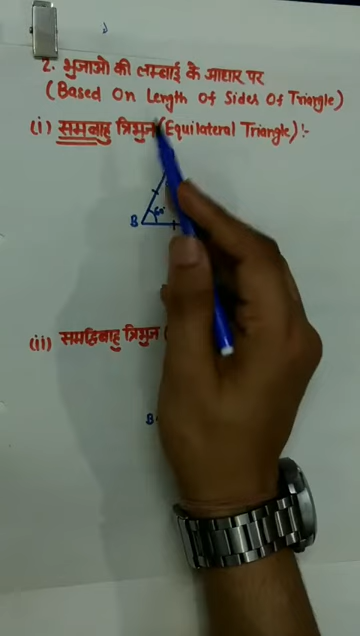 2. भुजाओ की लम्बाई के आधार पर
(Based On Length Of Sides Of Triangle)
(i) समबाहु त्रिभुज (Equilateral Triangle) :-
B 60°
(ii) समद्विबाहु त्रिभुज (
B